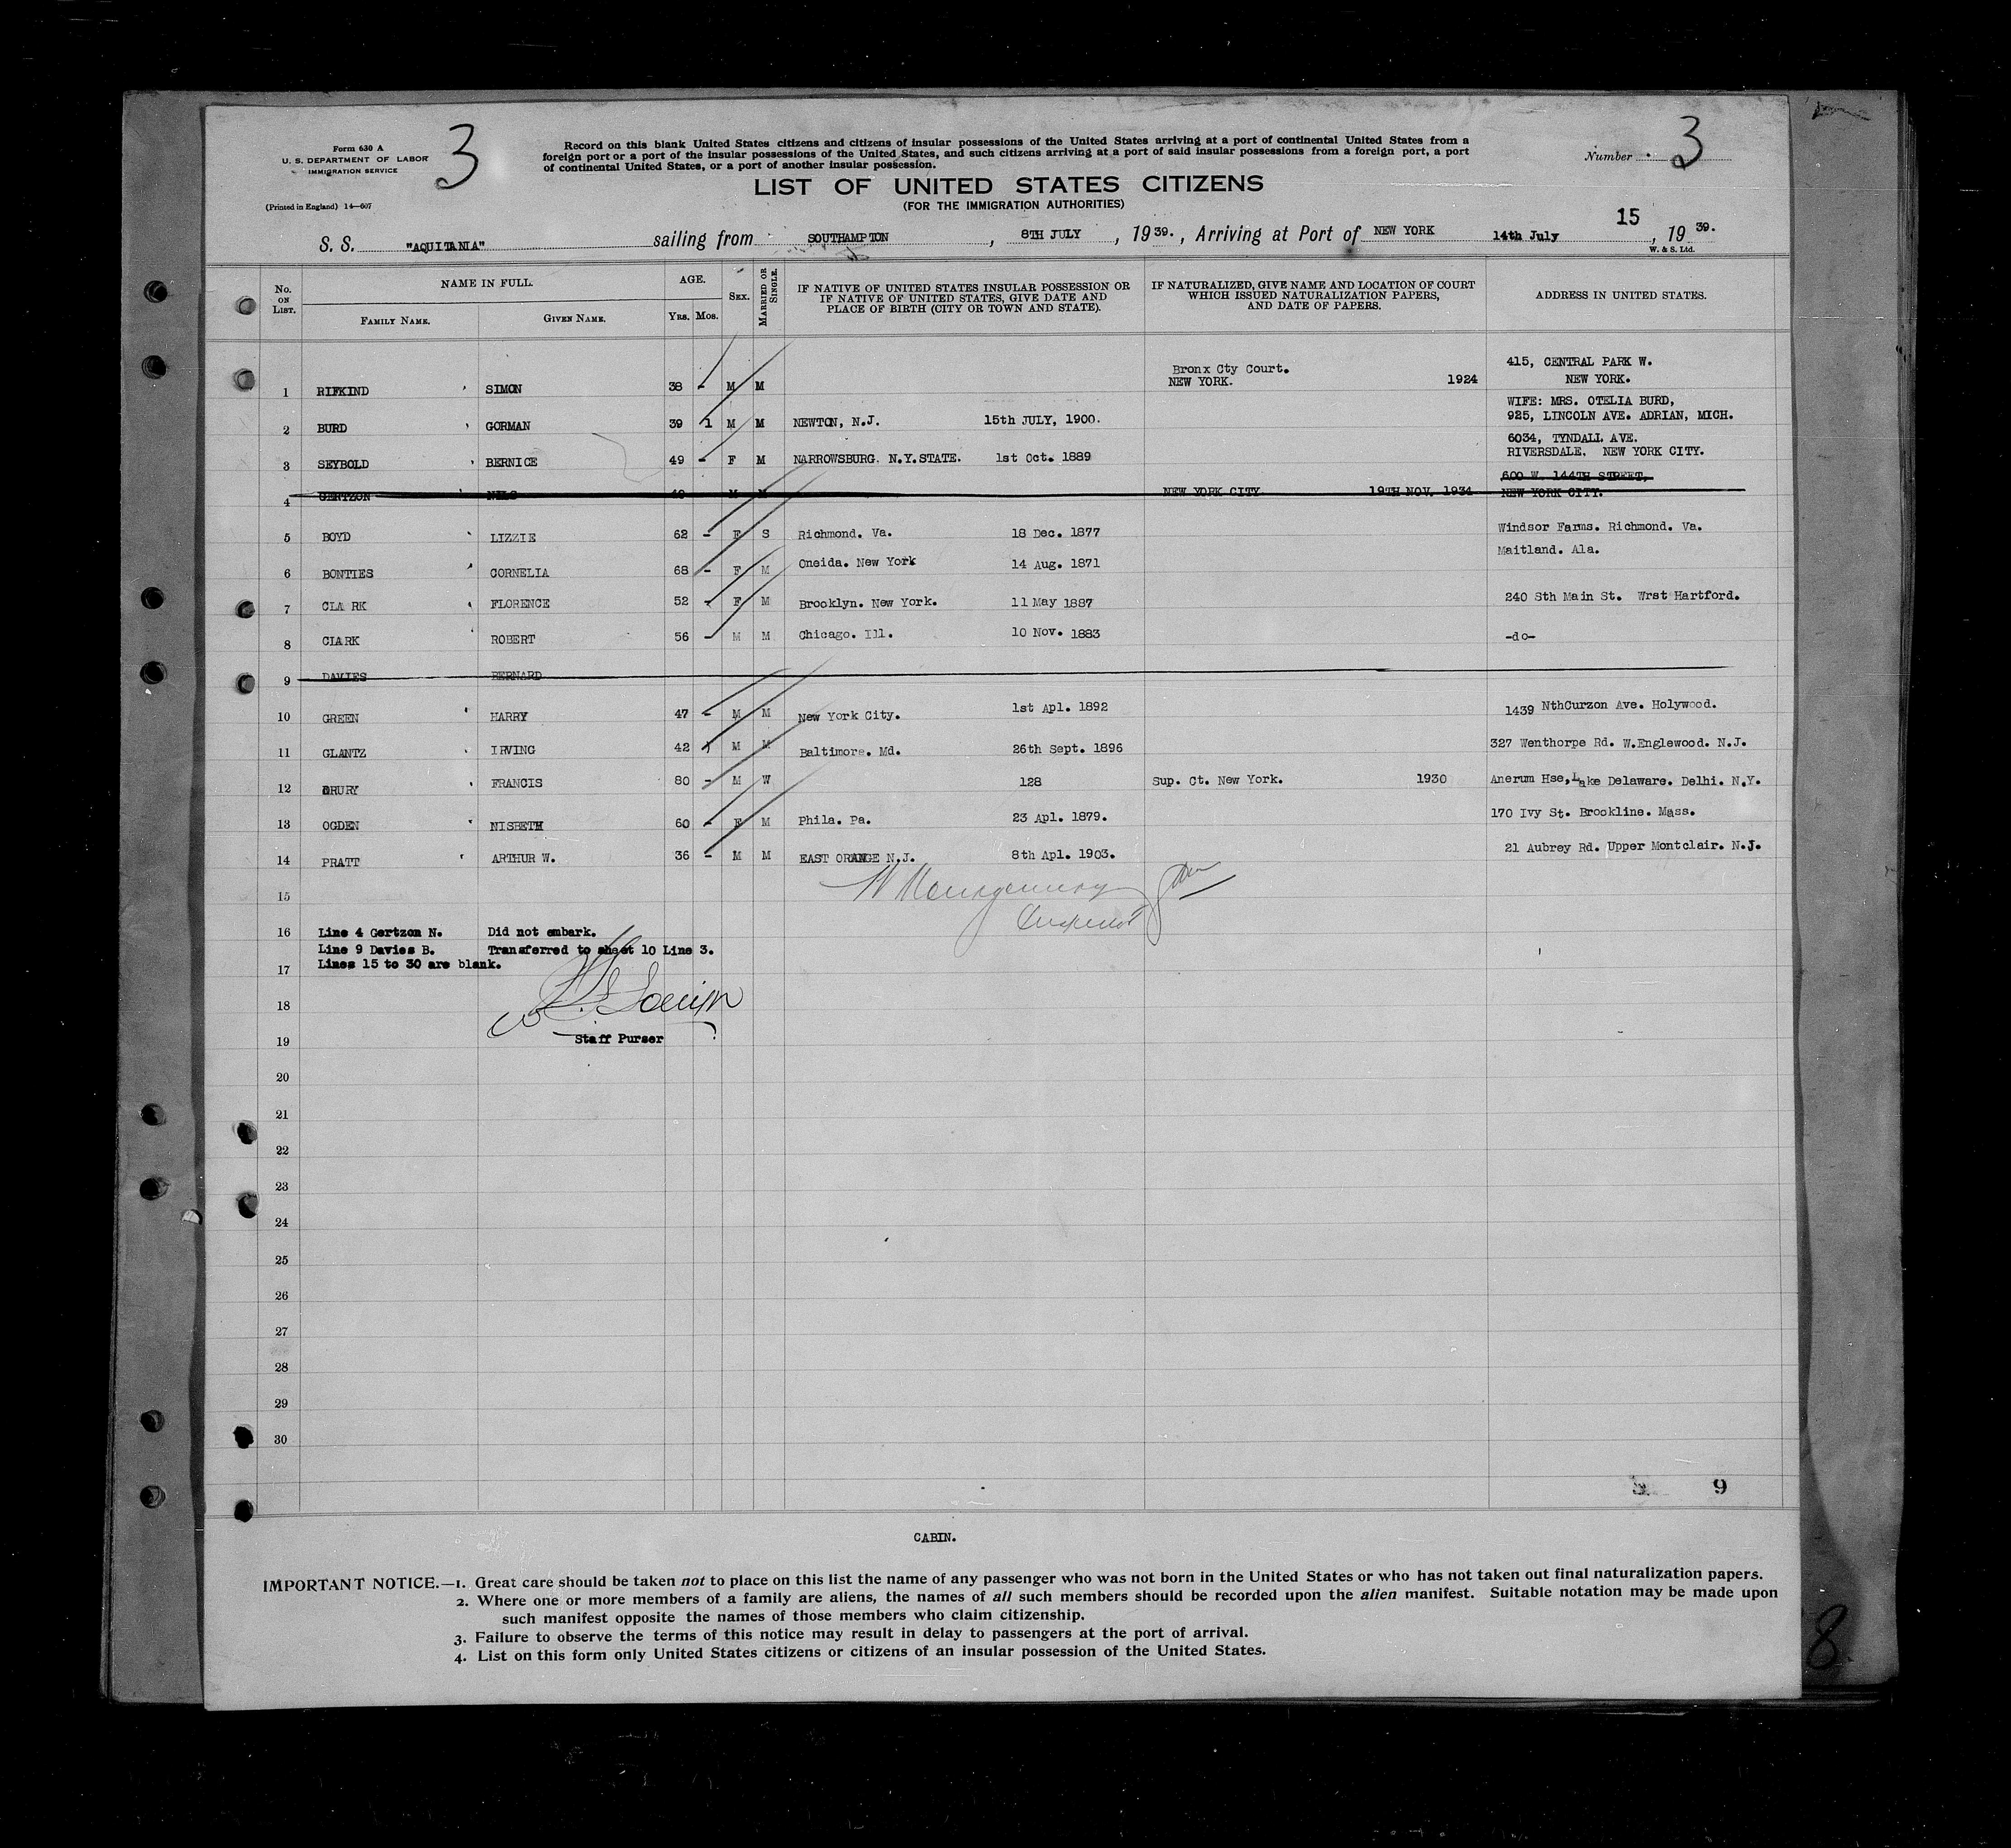 Form 630 A
U. S. DEPARTMENT OF LABOR
IMMIGRATION SERVICE
(Printed in England) 14—607
3
Record on this blank United States citizens and citizens of insular possessions of the United States arriving at a port of continental United States from a
foreign port or a port of the insular possessions of the United States, and such citizens arriving at a port of said insular possessions from a foreign port, a port
of continental United States, or a port of another insular possession.
Number 3
LIST OF UNITED STATES CITIZENS
(FOR THE IMMIGRATION AUTHORITIES)
15
S. S. "AQUITANIA" sailing from SOUTHAMPTON, 8TH JULY, 1939., Arriving at Port of NEW YORK 14th July, 1939.
W. & S. Ltd.
No. ON LIST. NAME IN FULL. FAMILY NAME. GIVEN NAME. AGE. YRS. MOS. SEX. MARRIED OR SINGLE. IF NATIVE OF UNITED STATES INSULAR POSSESSION OR IF NATIVE OF UNITED STATES, GIVE DATE AND PLACE OF BIRTH (CITY OR TOWN AND STATE). IF NATURALIZED, GIVE NAME AND LOCATION OF COURT WHICH ISSUED NATURALIZATION PAPERS, AND DATE OF PAPERS. ADDRESS IN UNITED STATES.
1 RIFKIND SIMON 38 - M M Bronx Cty Court. NEW YORK. 1924 415, CENTRAL PARK W. NEW YORK.
2 BURD GORMAN 39 1 M M NEWTON, N.J. 15th JULY, 1900. WIFE: MRS. OTELIA BURD, 925, LINCOLN AVE. ADRIAN, MICH.
3 SEYBOLD BERNICE 49 - F M NARROWSBURG. N.Y.STATE. 1st Oct. 1889 6034, TYNDALL AVE. RIVERSDALE. NEW YORK CITY.
4 GERTZON NILS 49 M M NEW YORK CITY 19TH NOV. 1934 600 W. 144TH STREET, NEW YORK CITY.
5 BOYD LIZZIE 62 - F S Richmond. Va. 18 Dec. 1877 Windsor Farms. Richmond. Va.
6 BONTIES CORNELIA 68 - F M Oneida. New York 14 Aug. 1871 Maitland. Ala.
7 CLA RK FLORENCE 52 - F M Brooklyn. New York. 11 May 1887 240 Sth Main St. Wrst Hartford.
8 CLARK ROBERT 56 - M M Chicago. Ill. 10 Nov. 1883 -do-
9 DAVIES BERNARD
10 GREEN HARRY 47 - M M New York City. 1st Apl. 1892 1439 NthCurzon Ave. Holywood.
11 GLANTZ IRVING 42 M M Baltimore. Md. 26th Sept. 1896 327 Wenthorpe Rd. W.Englewood. N.J.
12 DRURY FRANCIS 80 - M W 128 Sup. Ct. New York. 1930 Anerum Hse, Lake Delaware. Delhi. N.Y.
13 OGDEN NISBETH 60 - F M Phila. Pa. 23 Apl. 1879. 170 Ivy St. Brookline. Mass.
14 PRATT ARTHUR W. 36 - M M EAST ORANGE N.J. 8th Apl. 1903. 21 Aubrey Rd. Upper Montclair. N.J.
15 W Montgomery
Inspector
16 Line 4 Gertzon N. Did not embark.
Line 9 Davies B. Transferred to sheet 10 Line 3.
17 Lines 15 to 30 are blank.
18
19 Staff Purser
20
21
22
23
24
25
26
27
28
29
30
9
CABIN.
IMPORTANT NOTICE.—1. Great care should be taken not to place on this list the name of any passenger who was not born in the United States or who has not taken out final naturalization papers.
2. Where one or more members of a family are aliens, the names of all such members should be recorded upon the alien manifest. Suitable notation may be made upon
such manifest opposite the names of those members who claim citizenship.
3. Failure to observe the terms of this notice may result in delay to passengers at the port of arrival.
4. List on this form only United States citizens or citizens of an insular possession of the United States.
8